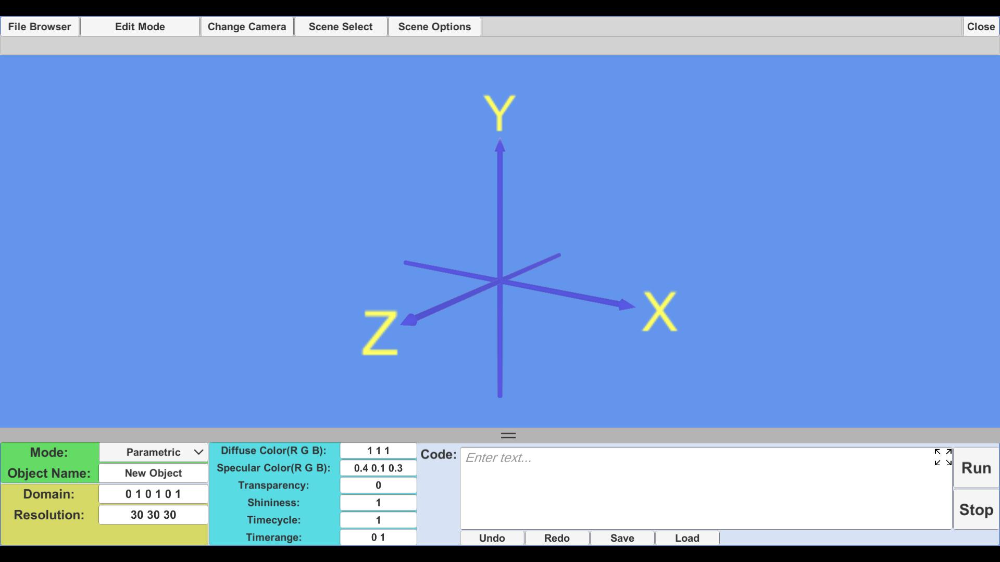 File Browser Edit Mode Change Camera Scene Select Scene Options Close
Y
X
Z
Mode: Parametric
Object Name: New Object
Domain: 0 1 0 1 0 1
Resolution: 30 30 30
Diffuse Color(R G B): 1 1 1
Specular Color(R G B): 0.4 0.1 0.3
Transparency: 0
Shininess: 1
Timecycle: 1
Timerange: 0 1
Code: Enter text...
Run
Stop
Undo Redo Save Load